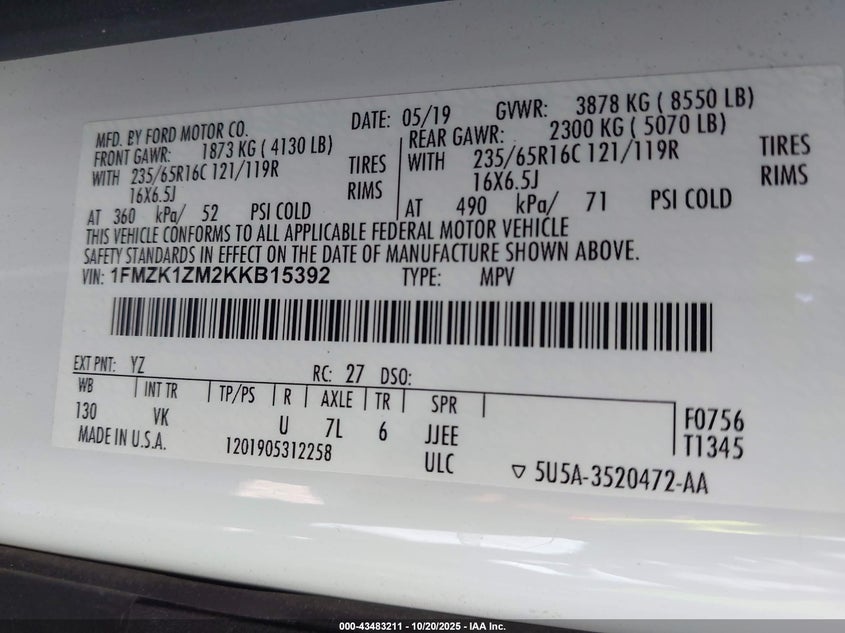 MFD. BY FORD MOTOR CO. DATE: 05/19 GVWR: 3878 KG ( 8550 LB)
FRONT GAWR: 1873 KG ( 4130 LB) REAR GAWR: 2300 KG ( 5070 LB)
WITH 235/65R16C 121/119R TIRES WITH 235/65R16C 121/119R TIRES
16X6.5J RIMS 16X6.5J RIMS
AT 360 kPa/ 52 PSI COLD AT 490 kPa/ 71 PSI COLD
THIS VEHICLE CONFORMS TO ALL APPLICABLE FEDERAL MOTOR VEHICLE
SAFETY STANDARDS IN EFFECT ON THE DATE OF MANUFACTURE SHOWN ABOVE.
VIN: 1FMZK1ZM2KKB15392 TYPE: MPV
EXT PNT: YZ RC: 27 DSO:
WB INT TR TP/PS R AXLE TR SPR
130 VK U 7L 6 JJEE F0756
MADE IN U.S.A. 1201905312258 ULC T1345
▽ 5U5A-3520472-AA
000-43483211 - 10/20/2025 - IAA Inc.